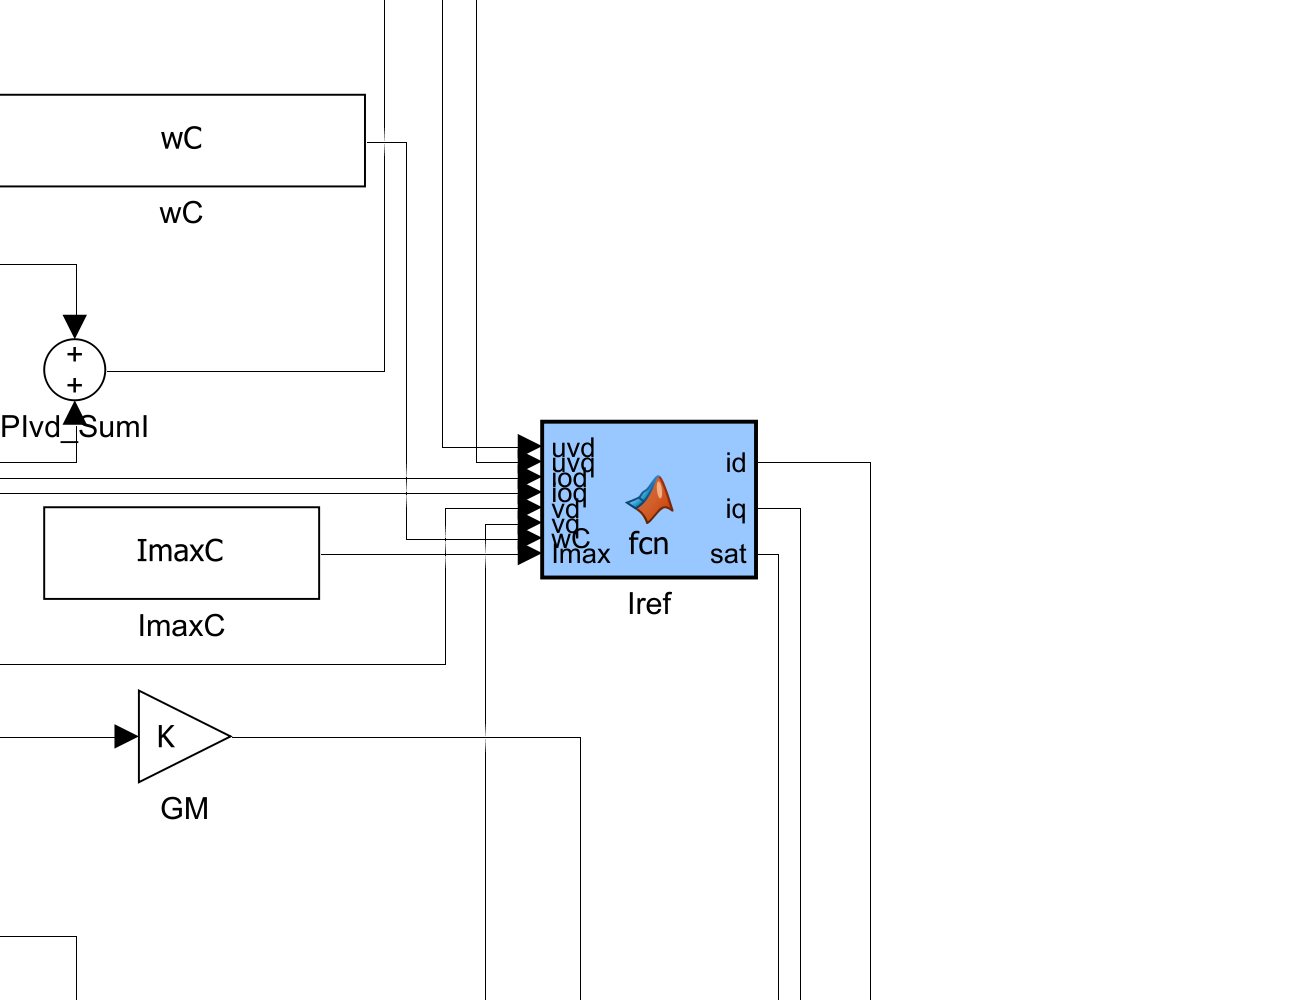 wC
wC
+
+
PIvd_SumI
uvd
uvq
iod
ioq
vd
vq
wC
Imax
fcn
id
iq
sat
Iref
ImaxC
ImaxC
K
GM